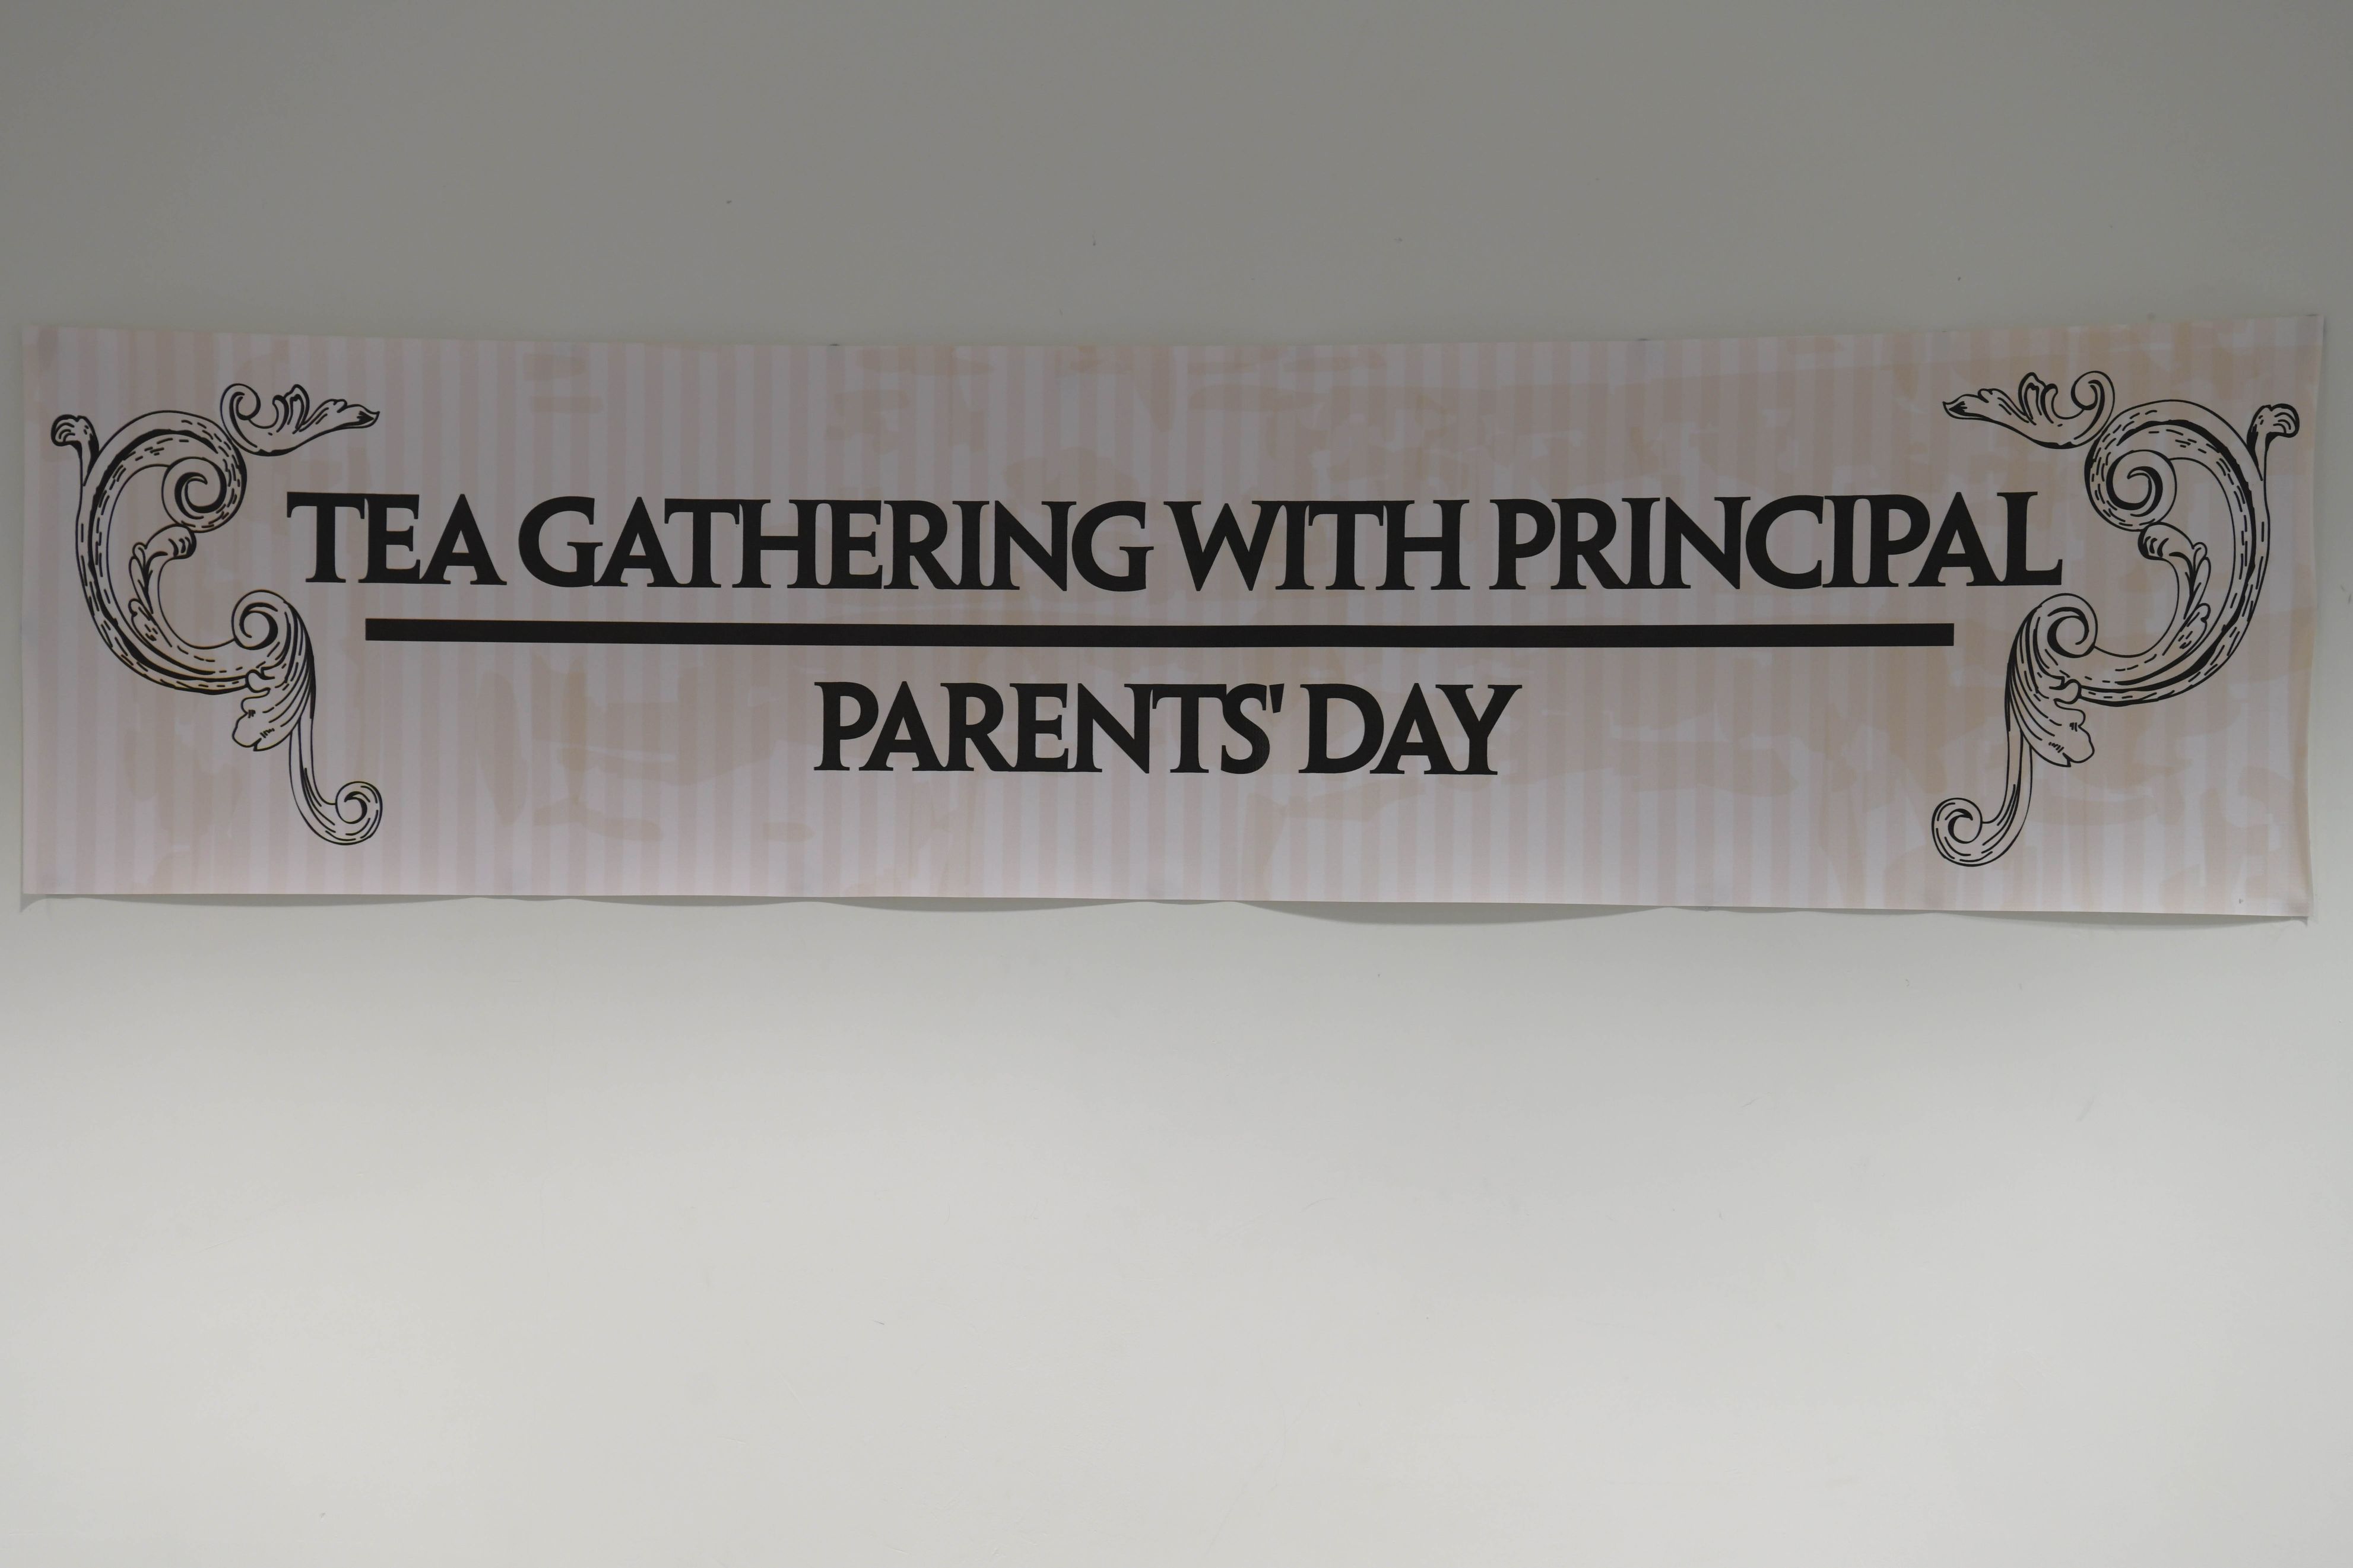 TEA GATHERING WITH PRINCIPAL
PARENTS' DAY